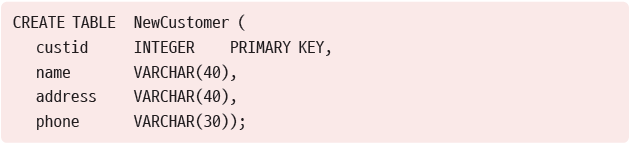 CREATE TABLE NewCustomer (
custid INTEGER PRIMARY KEY,
name VARCHAR(40),
address VARCHAR(40),
phone VARCHAR(30));